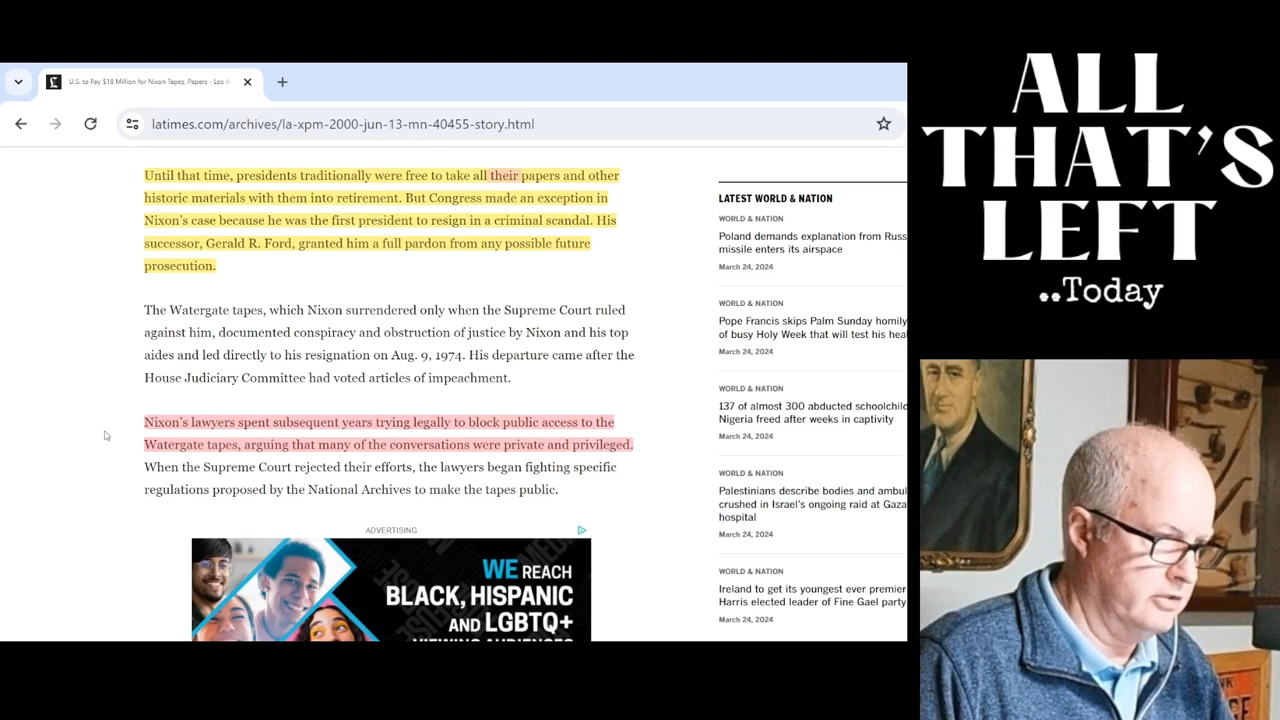 U.S. to Pay $18 Million for Nixon Tapes, Papers - Los A
latimes.com/archives/la-xpm-2000-jun-13-mn-40455-story.html
Until that time, presidents traditionally were free to take all their papers and other
historic materials with them into retirement. But Congress made an exception in
Nixon’s case because he was the first president to resign in a criminal scandal. His
successor, Gerald R. Ford, granted him a full pardon from any possible future
prosecution.
The Watergate tapes, which Nixon surrendered only when the Supreme Court ruled
against him, documented conspiracy and obstruction of justice by Nixon and his top
aides and led directly to his resignation on Aug. 9, 1974. His departure came after the
House Judiciary Committee had voted articles of impeachment.
Nixon’s lawyers spent subsequent years trying legally to block public access to the
Watergate tapes, arguing that many of the conversations were private and privileged.
When the Supreme Court rejected their efforts, the lawyers began fighting specific
regulations proposed by the National Archives to make the tapes public.
ADVERTISING
WE REACH
BLACK, HISPANIC
AND LGBTQ+
VIEWING AUDIENCES
LATEST WORLD & NATION
WORLD & NATION
Poland demands explanation from Russ
missile enters its airspace
March 24, 2024
WORLD & NATION
Pope Francis skips Palm Sunday homily
of busy Holy Week that will test his heal
March 24, 2024
WORLD & NATION
137 of almost 300 abducted schoolchild
Nigeria freed after weeks in captivity
March 24, 2024
WORLD & NATION
Palestinians describe bodies and ambul
crushed in Israel’s ongoing raid at Gaza
hospital
March 24, 2024
WORLD & NATION
Ireland to get its youngest ever premier
Harris elected leader of Fine Gael party
March 24, 2024
ALL
THAT’S
LEFT
..Today